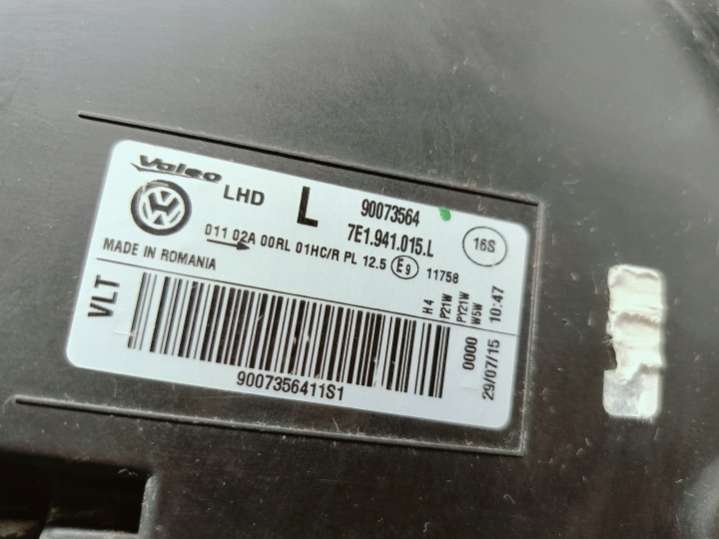 Valeo
LHD L 90073564
7E1.941.015.L
16S
011 02A 00RL 01HC/R PL 12.5 E9 11758
MADE IN ROMANIA
VLT
H4
P21W
PY21W
W5W
0000 10:47
29/07/15
9007356411S1